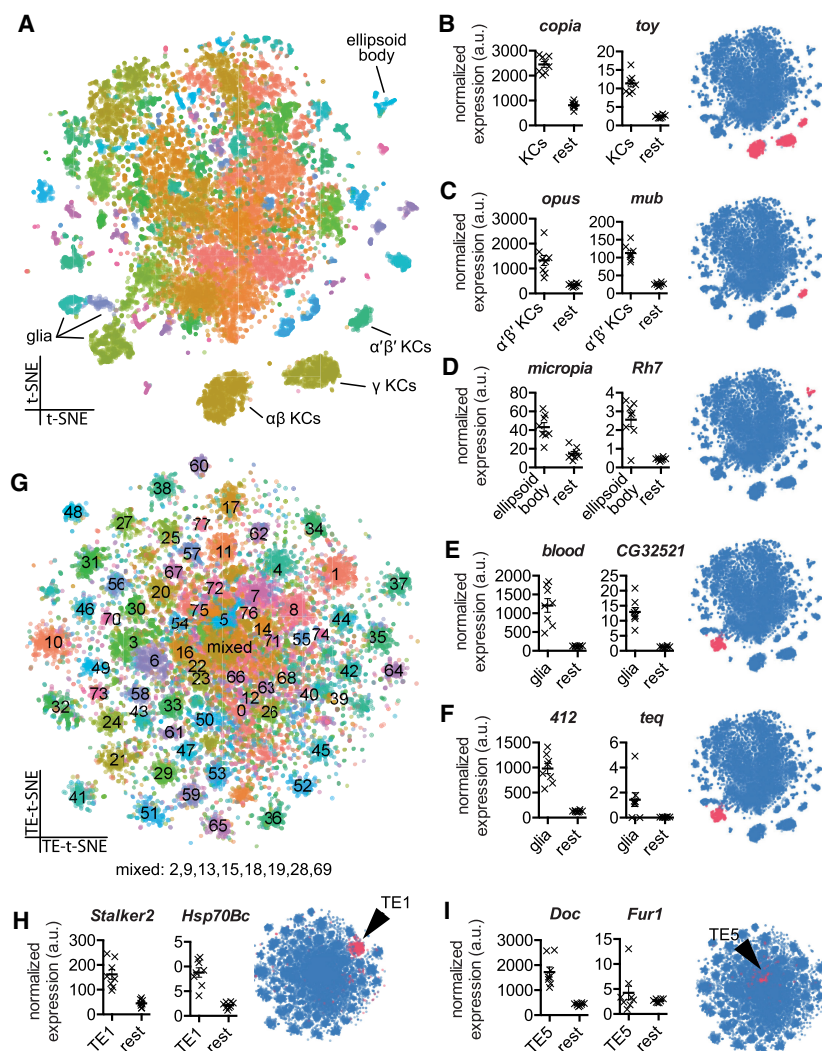 A
ellipsoid
body
glia
α′β′ KCs
γ KCs
αβ KCs
t-SNE
t-SNE
B
copia
toy
normalized
expression (a.u.)
3000
2000
1000
0
20
15
10
5
0
KCs
rest
KCs
rest
C
opus
mub
normalized
expression (a.u.)
3000
2000
1000
0
200
150
100
50
0
α′β′ KCs
rest
α′β′ KCs
rest
D
micropia
Rh7
normalized
expression (a.u.)
80
60
40
20
0
4
3
2
1
0
ellipsoid
body
rest
ellipsoid
body
rest
E
blood
CG32521
normalized
expression (a.u.)
2000
1500
1000
500
0
25
20
15
10
5
0
glia
rest
glia
rest
F
412
teq
normalized
expression (a.u.)
1500
1000
500
0
6
4
2
0
glia
rest
glia
rest
G
60
38
48
17
27
77
34
25
62
31
57
11
67
4
1
56
37
20
72
7
46
30
75
76
8
70
54
5
44
14
10
3
71
55
74
35
mixed
16
6
49
22
42
64
23
66
68
73
58
63
40
39
32
43
33
12
24
0
26
50
61
47
45
21
29
53
52
41
59
51
65
36
TE-t-SNE
TE-t-SNE
mixed: 2,9,13,15,18,19,28,69
H
Stalker2
Hsp70Bc
normalized
expression (a.u.)
300
200
100
0
15
5
0
TE1
rest
TE1
rest
TE1
I
Doc
Fur1
normalized
expression (a.u.)
3000
2000
1000
0
15
10
5
0
TE5
rest
TE5
rest
TE5